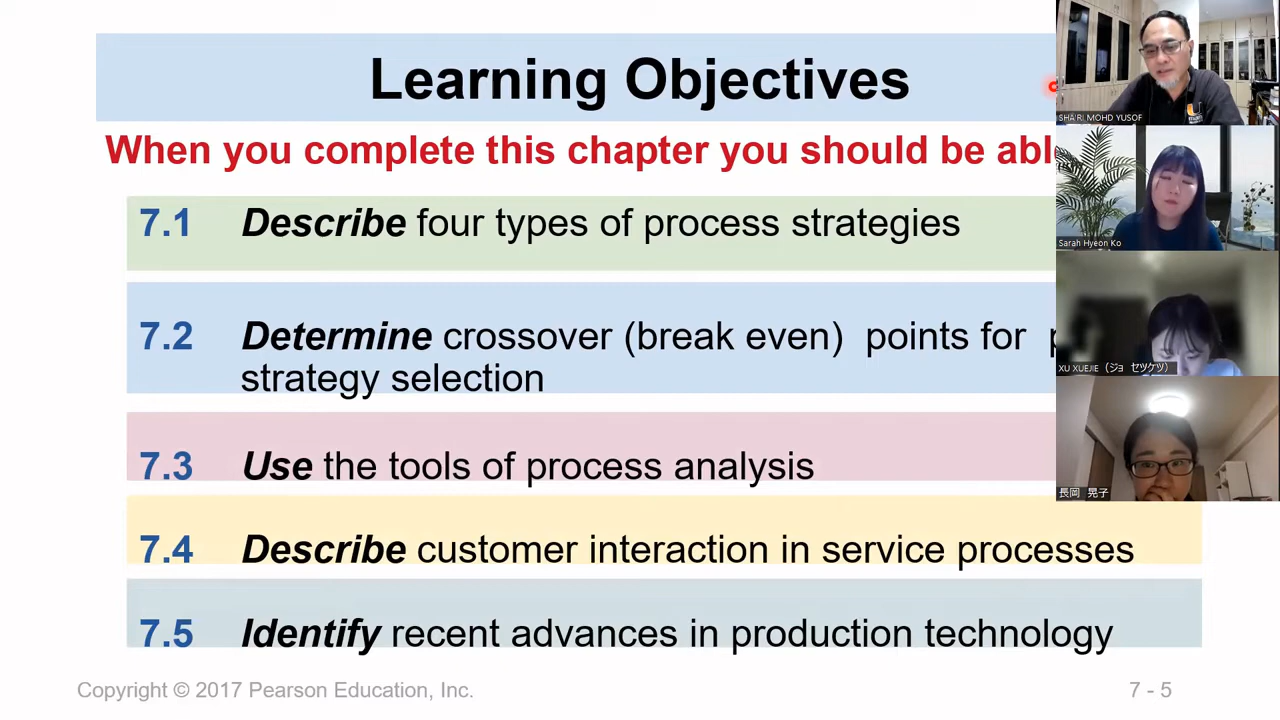 Learning Objectives
When you complete this chapter you should be abl
7.1 Describe four types of process strategies
7.2 Determine crossover (break even) points for p
strategy selection
7.3 Use the tools of process analysis
7.4 Describe customer interaction in service processes
7.5 Identify recent advances in production technology
Copyright © 2017 Pearson Education, Inc.
7 - 5
SHA'RI MOHD YUSOF
Sarah Hyeon Ko
XU XUEJIE (ジョ セツケツ)
長岡 晃子